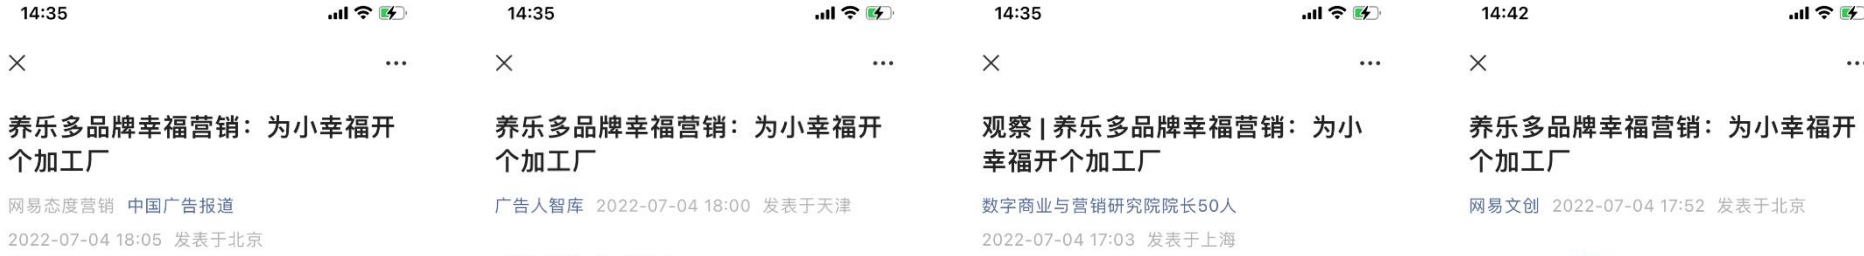 14:35
养乐多品牌幸福营销：为小幸福开
个加工厂
网易态度营销 中国广告报道
2022-07-04 18:05 发表于北京
14:35
养乐多品牌幸福营销：为小幸福开
个加工厂
广告人智库 2022-07-04 18:00 发表于天津
14:35
观察 | 养乐多品牌幸福营销：为小
幸福开个加工厂
数字商业与营销研究院院长50人
2022-07-04 17:03 发表于上海
14:42
养乐多品牌幸福营销：为小幸福开
个加工厂
网易文创 2022-07-04 17:52 发表于北京